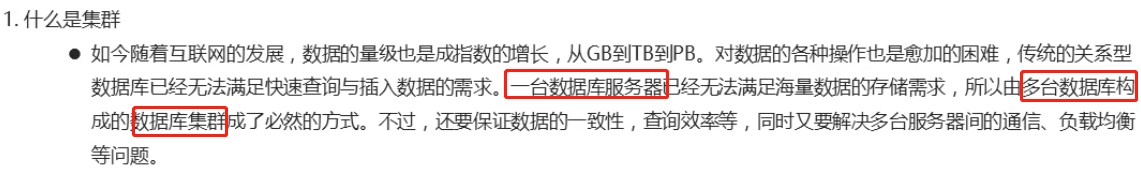 1. 什么是集群
● 如今随着互联网的发展，数据的量级也是成指数的增长，从GB到TB到PB。对数据的各种操作也是愈加的困难，传统的关系型
数据库已经无法满足快速查询与插入数据的需求。一台数据库服务器已经无法满足海量数据的存储需求，所以由多台数据库构
成的数据库集群成了必然的方式。不过，还要保证数据的一致性，查询效率等，同时又要解决多台服务器间的通信、负载均衡
等问题。